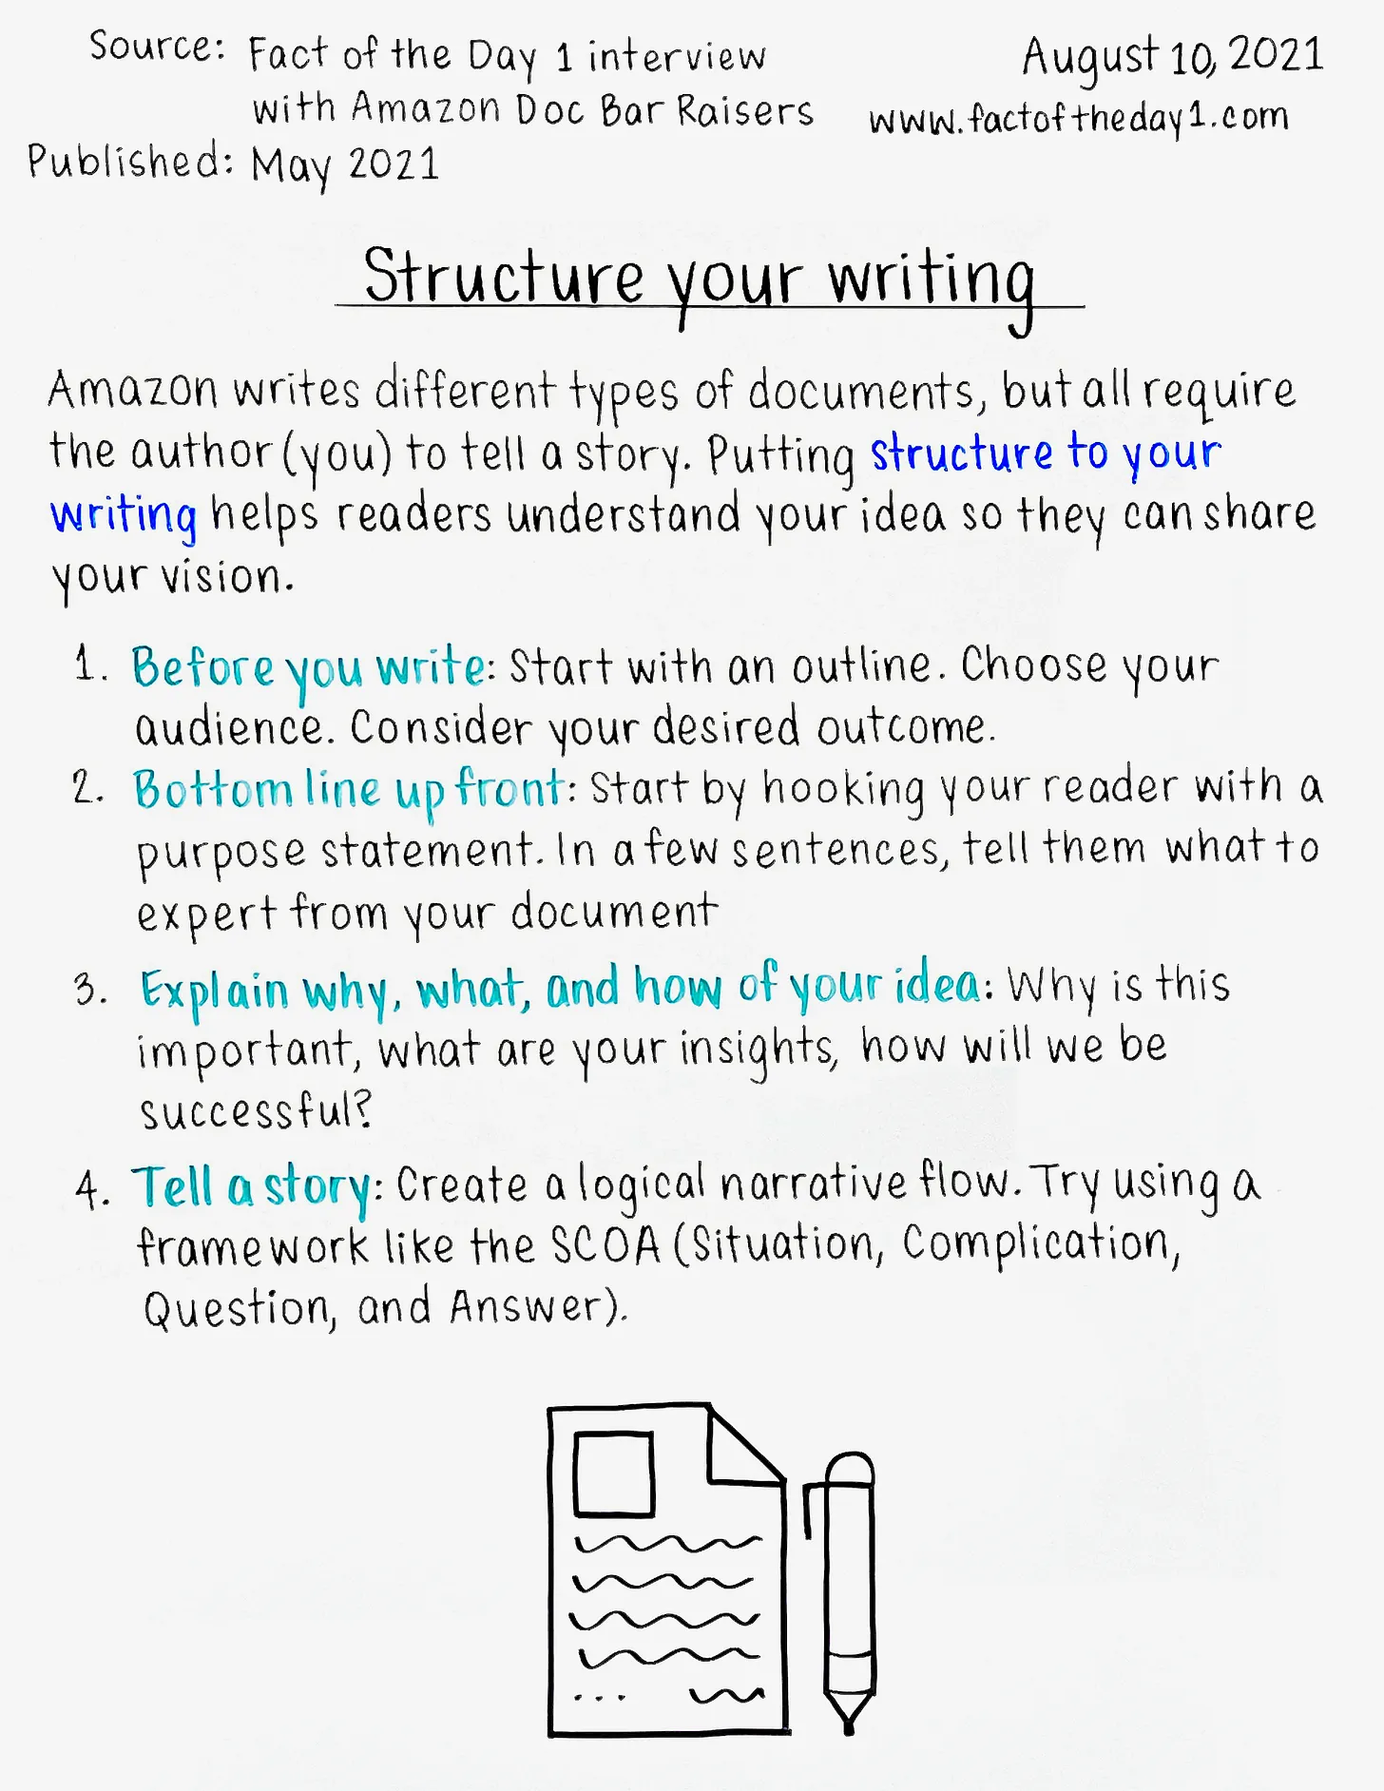 Source: Fact of the Day 1 interview
with Amazon Doc Bar Raisers
Published: May 2021
August 10, 2021
www.factoftheday1.com
Structure your writing
Amazon writes different types of documents, but all require
the author (you) to tell a story. Putting structure to your
writing helps readers understand your idea so they can share
your vision.
1. Before you write: Start with an outline. Choose your
audience. Consider your desired outcome.
2. Bottom line up front: Start by hooking your reader with a
purpose statement. In a few sentences, tell them what to
expert from your document
3. Explain why, what, and how of your idea: Why is this
important, what are your insights, how will we be
successful?
4. Tell a story: Create a logical narrative flow. Try using a
framework like the SCOA (Situation, Complication,
Question, and Answer).